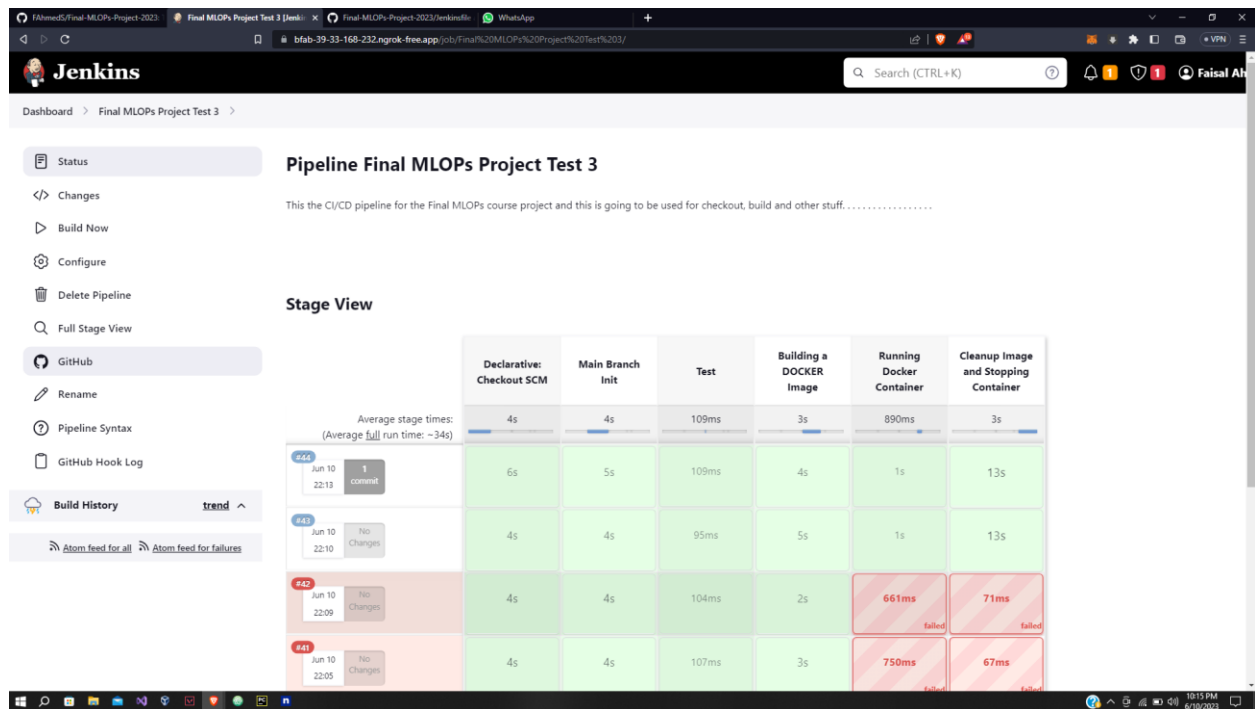 FAhmedS/Final-MLOPs-Project-2023:
Final MLOPs Project Test 3 [Jenki
Final-MLOPs-Project-2023/Jenkinsfile
WhatsApp
bfab-39-33-168-232.ngrok-free.app/job/Final%20MLOPs%20Project%20Test%203/
VPN
Jenkins
Search (CTRL+K)
1
1
Faisal Ah
Dashboard > Final MLOPs Project Test 3 >
Status
Changes
Build Now
Configure
Delete Pipeline
Full Stage View
GitHub
Rename
Pipeline Syntax
GitHub Hook Log
Build History
trend
Atom feed for all
Atom feed for failures
Pipeline Final MLOPs Project Test 3
This the CI/CD pipeline for the Final MLOPs course project and this is going to be used for checkout, build and other stuff. . . . . . . . . . . . . . . . .
Stage View
Declarative:
Checkout SCM
Main Branch
Init
Test
Building a
DOCKER
Image
Running
Docker
Container
Cleanup Image
and Stopping
Container
Average stage times:
(Average full run time: ~34s)
4s
4s
109ms
3s
890ms
3s
#44
Jun 10
22:13
1
commit
6s
5s
109ms
4s
1s
13s
#43
Jun 10
22:10
No
Changes
4s
4s
95ms
5s
1s
13s
#42
Jun 10
22:09
No
Changes
4s
4s
104ms
2s
661ms
failed
71ms
failed
#41
Jun 10
22:05
No
Changes
4s
4s
107ms
3s
750ms
failed
67ms
failed
10:15 PM
6/10/2023